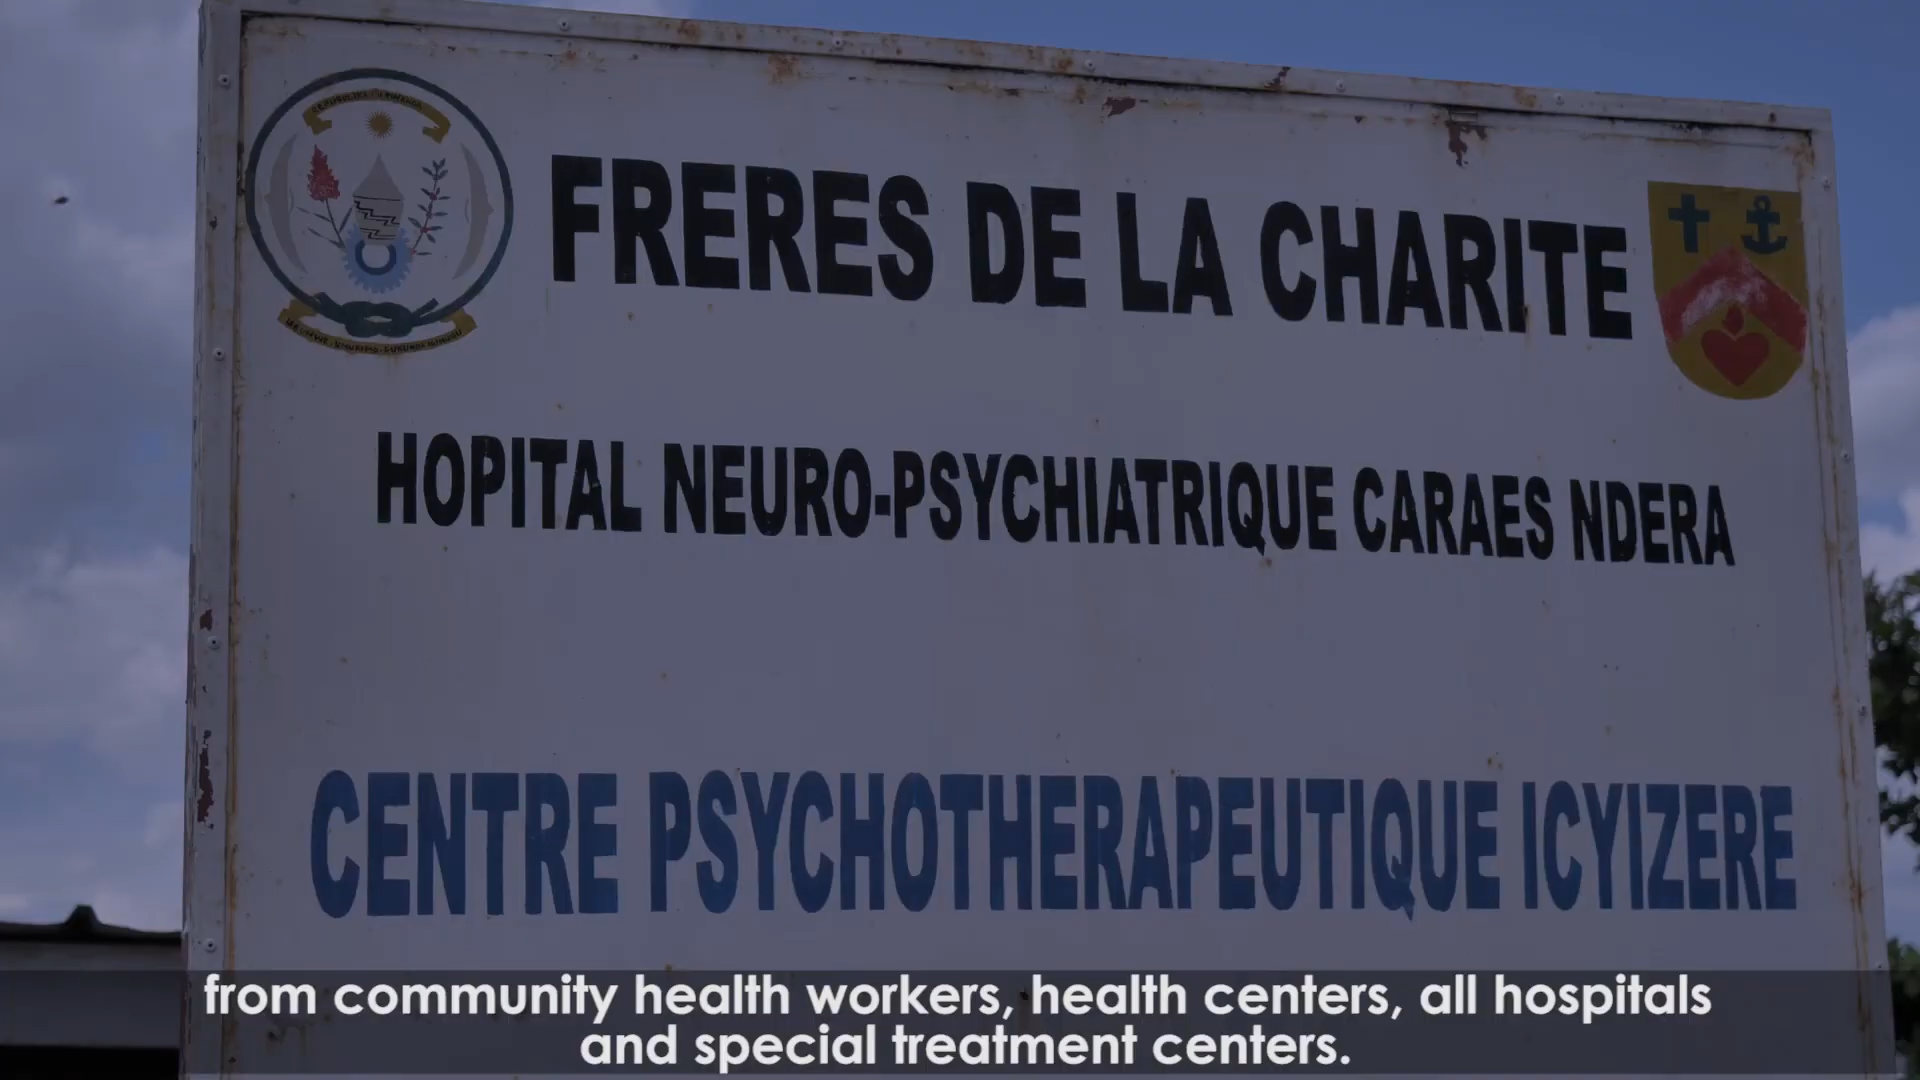 FRERES DE LA CHARITE
HOPITAL NEURO-PSYCHIATRIQUE CARAES NDERA
CENTRE PSYCHOTHERAPEUTIQUE ICYIZERE
from community health workers, health centers, all hospitals
and special treatment centers.